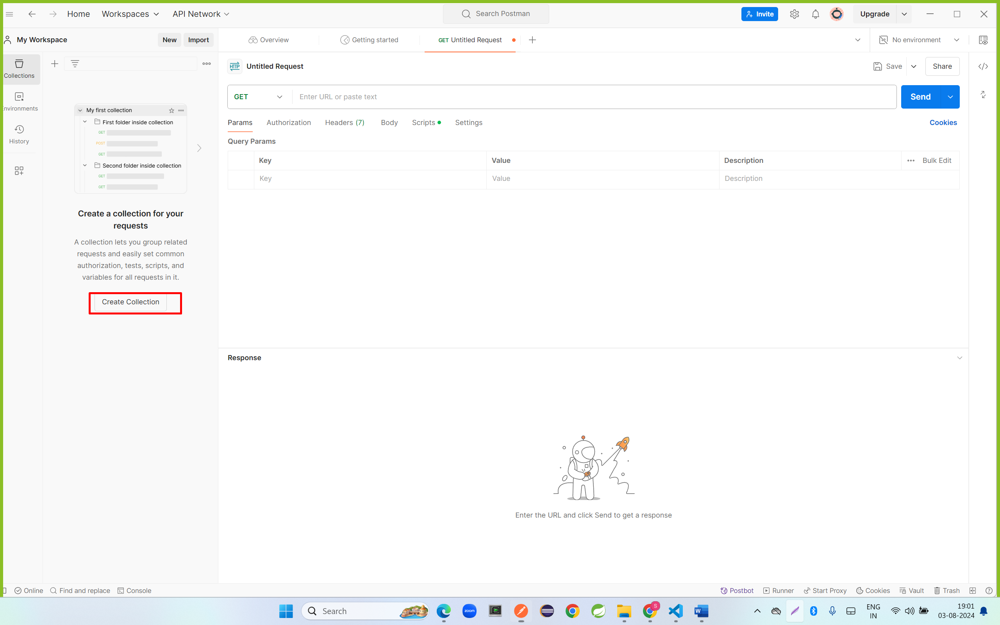 Home Workspaces API Network Search Postman Invite Upgrade
My Workspace New Import Overview Getting started GET Untitled Request No environment
Collections
nvironments
History
My first collection
First folder inside collection
GET
POST
GET
Second folder inside collection
GET
GET
Create a collection for your
requests
A collection lets you group related
requests and easily set common
authorization, tests, scripts, and
variables for all requests in it.
Create Collection
HTTP Untitled Request Save Share
GET Enter URL or paste text Send
Params Authorization Headers (7) Body Scripts Settings Cookies
Query Params
Key Value Description Bulk Edit
Key Value Description
Response
Enter the URL and click Send to get a response
Online Find and replace Console Postbot Runner Start Proxy Cookies Vault Trash
Search zoom S W ENG 19:01
IN 03-08-2024